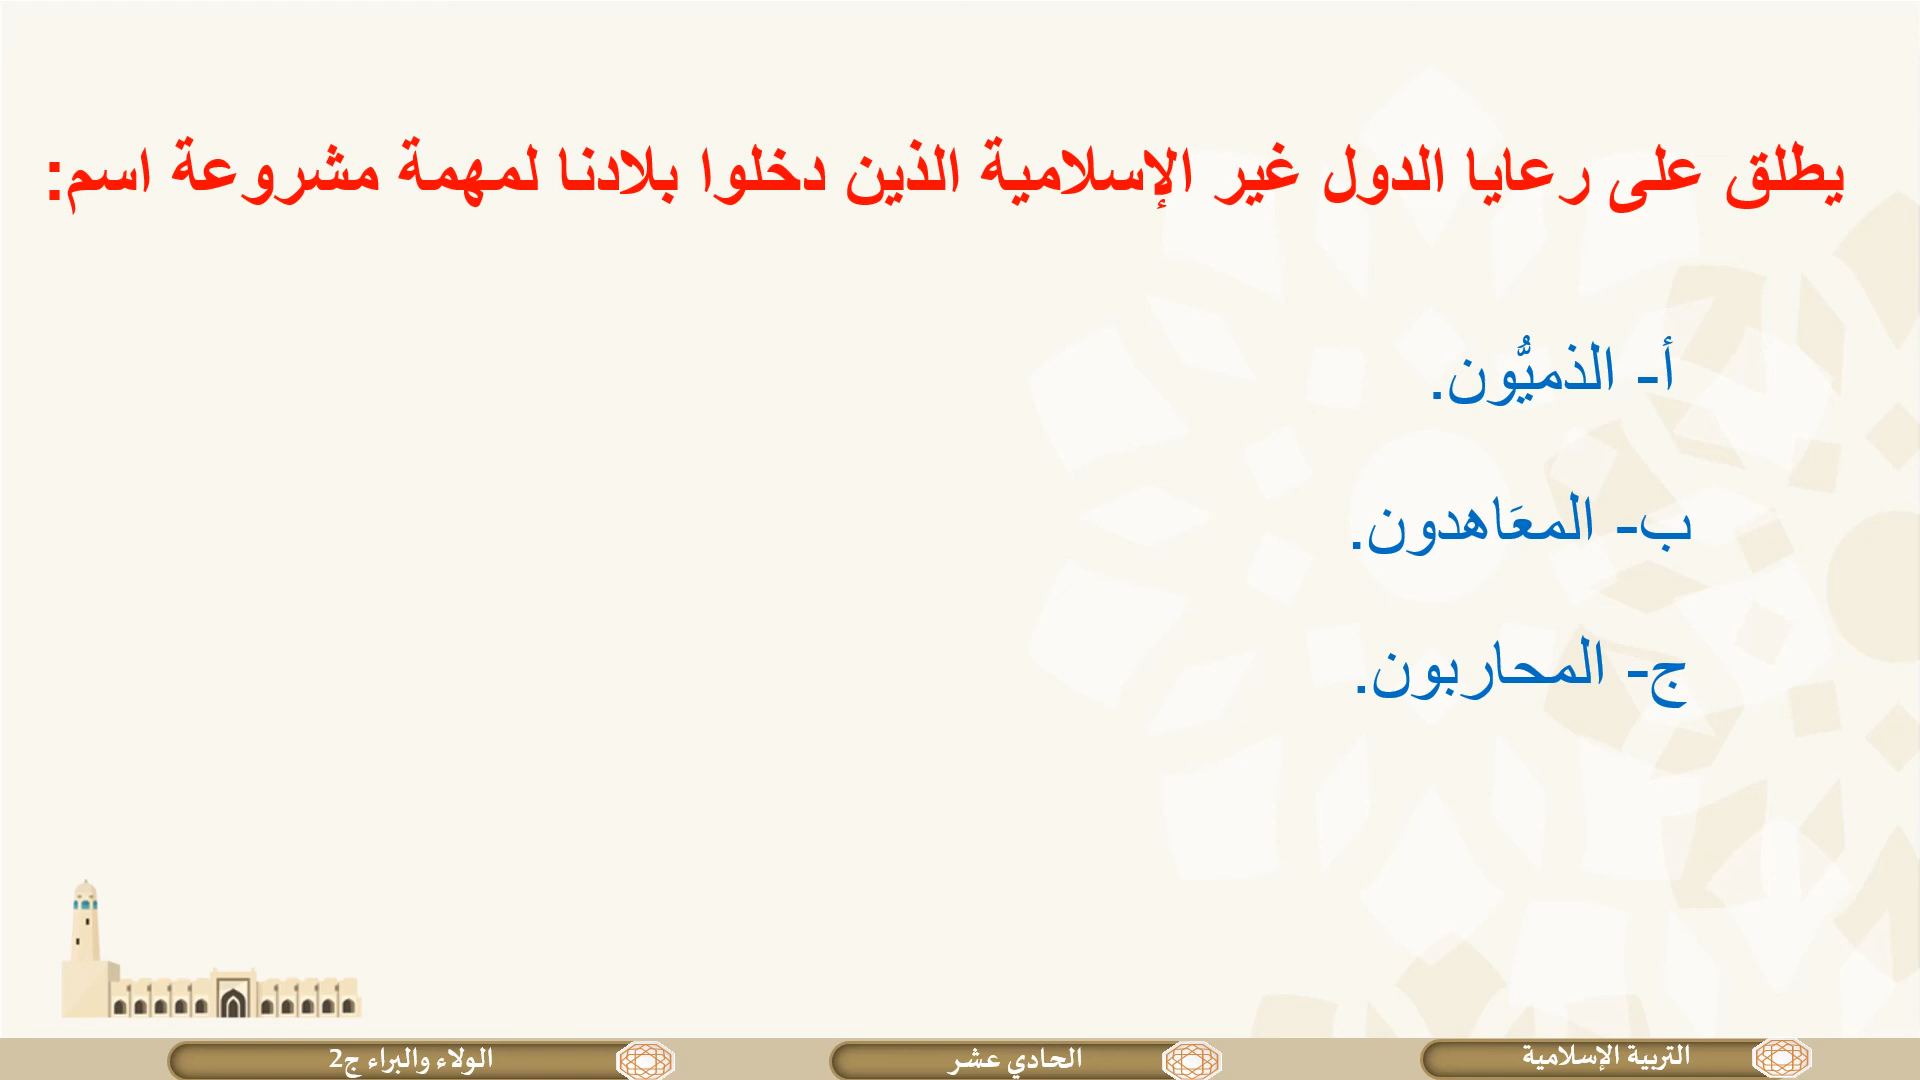 يطلق على رعايا الدول غير الإسلامية الذين دخلوا بلادنا لمهمة مشروعة اسم:
أ- الذميُّون.
ب- المعَاهدون.
ج- المحاربون.
التربية الإسلامية
الحادي عشر
الولاء والبراء ج2